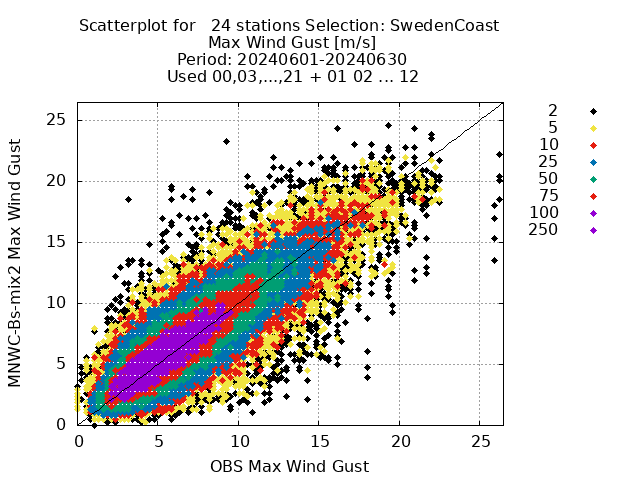 Scatterplot for   24 stations Selection: SwedenCoast
Max Wind Gust [m/s]
Period: 20240601-20240630
Used 00,03,...,21 + 01 02 ... 12
MNWC-Bs-mix2 Max Wind Gust
25
20
15
10
5
0
0 5 10 15 20 25
OBS Max Wind Gust
2
5
10
25
50
75
100
250